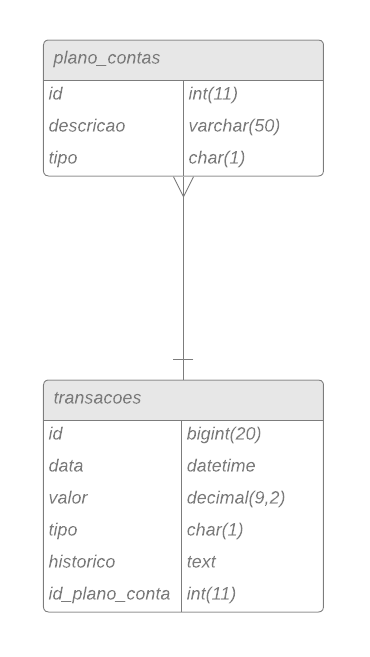 plano_contas
id int(11)
descricao varchar(50)
tipo char(1)
transacoes
id bigint(20)
data datetime
valor decimal(9,2)
tipo char(1)
historico text
id_plano_conta int(11)